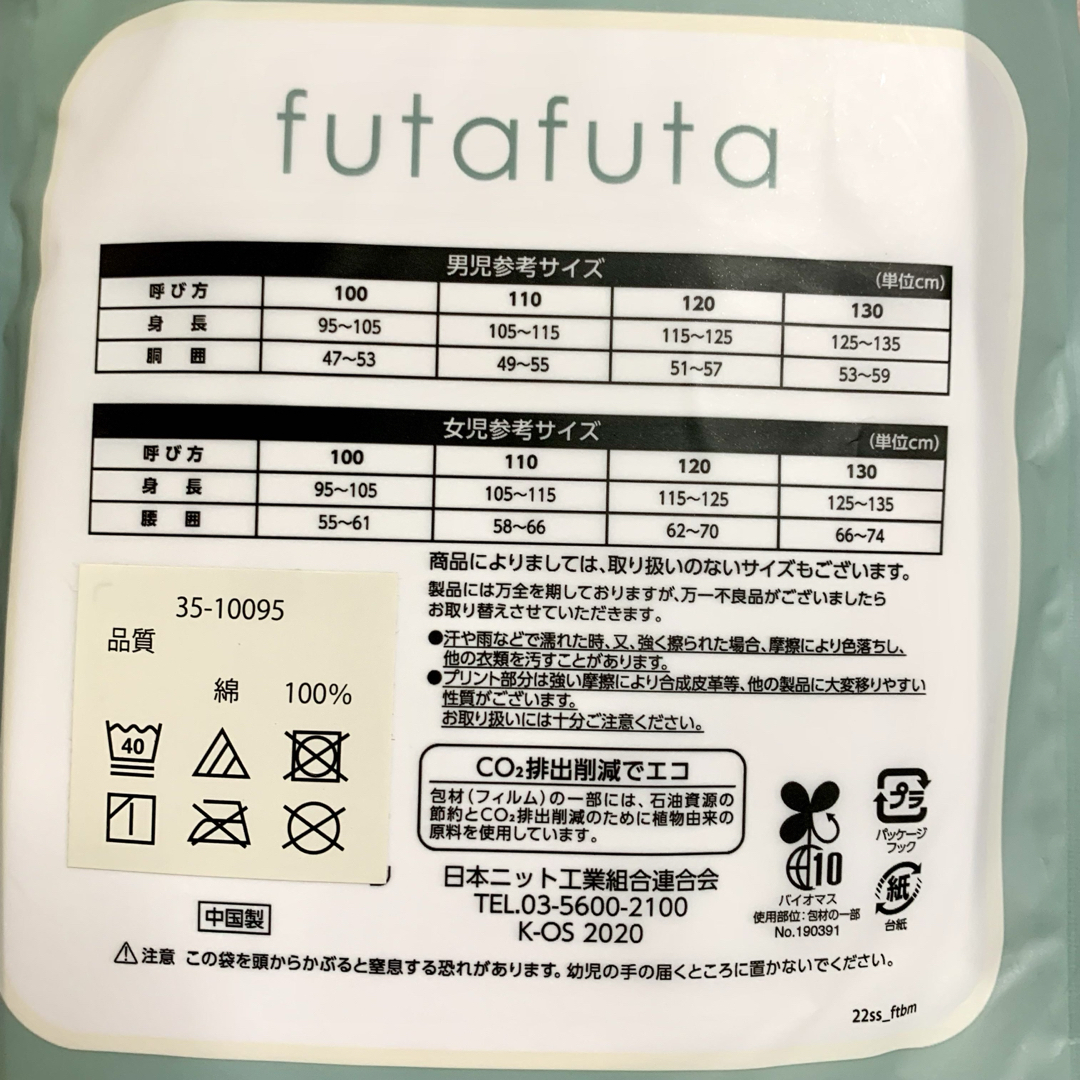 futafuta
男児参考サイズ (単位cm)
呼び方 100 110 120 130
身長 95〜105 105〜115 115〜125 125〜135
胴囲 47〜53 49〜55 51〜57 53〜59
女児参考サイズ (単位cm)
呼び方 100 110 120 130
身長 95〜105 105〜115 115〜125 125〜135
腰囲 55〜61 58〜66 62〜70 66〜74
商品によりましては、取り扱いのないサイズもございます。
製品には万全を期しておりますが、万一不良品がございましたら
お取り替えさせていただきます。
●汗や雨などで濡れた時、又、強く擦られた場合、摩擦により色落ちし、
他の衣類を汚すことがあります。
●プリント部分は強い摩擦により合成皮革等、他の製品に大変移りやすい
性質がございます。
お取り扱いには十分ご注意ください。
35-10095
品質
綿 100%
40
CO₂排出削減でエコ
包材(フィルム)の一部には、石油資源の
節約とCO₂排出削減のために植物由来の
原料を使用しています。
日本ニット工業組合連合会
TEL.03-5600-2100
K-OS 2020
10
バイオマス
使用部位:包材の一部
No.190391
プラ
パッケージ
フック
紙
台紙
中国製
⚠注意 この袋を頭からかぶると窒息する恐れがあります。幼児の手の届くところに置かないでください。
22ss_ftbm